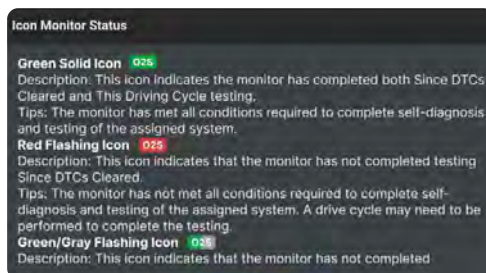 Icon Monitor Status
Green Solid Icon O2S
Description: This icon indicates the monitor has completed both Since DTCs
Cleared and This Driving Cycle testing.
Tips: The monitor has met all conditions required to complete self-diagnosis
and testing of the assigned system.
Red Flashing Icon O2S
Description: This icon indicates that the monitor has not completed testing
Since DTCs Cleared.
Tips: The monitor has not met all conditions required to complete self-
diagnosis and testing of the assigned system. A drive cycle may need to be
performed to complete the testing.
Green/Gray Flashing Icon O2S
Description: This icon indicates that the monitor has not completed